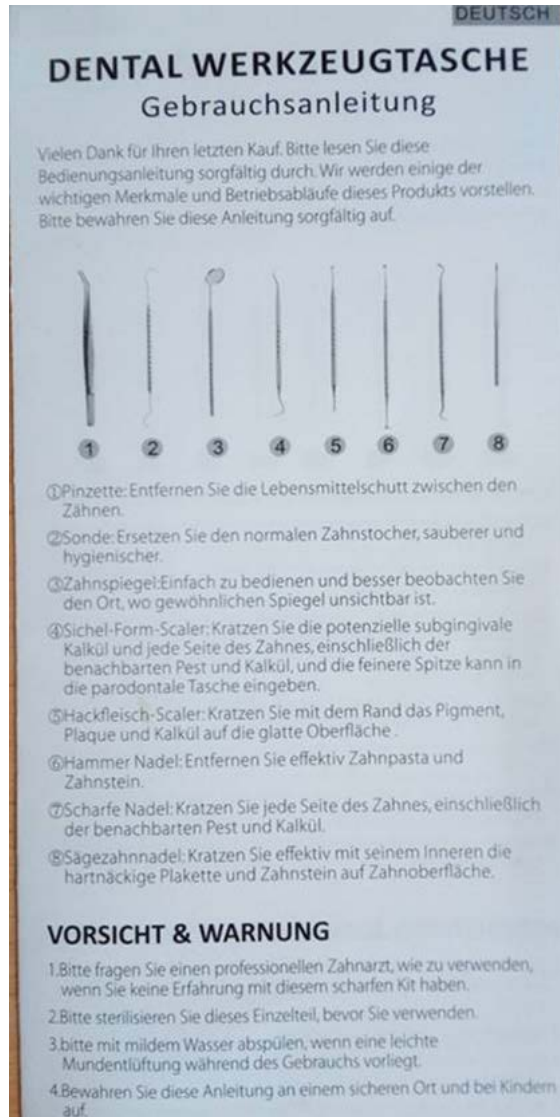 DEUTSCH
DENTAL WERKZEUGTASCHE
Gebrauchsanleitung
Vielen Dank für Ihren letzten Kauf. Bitte lesen Sie diese
Bedienungsanleitung sorgfältig durch. Wir werden einige der
wichtigen Merkmale und Betriebsabläufe dieses Produkts vorstellen.
Bitte bewahren Sie diese Anleitung sorgfältig auf.
1 2 3 4 5 6 7 8
①Pinzette: Entfernen Sie die Lebensmittelschutt zwischen den
Zähnen.
②Sonde: Ersetzen Sie den normalen Zahnstocher, sauberer und
hygienischer.
③Zahnspiegel:Einfach zu bedienen und besser beobachten Sie
den Ort, wo gewöhnlichen Spiegel unsichtbar ist.
④Sichel-Form-Scaler: Kratzen Sie die potenzielle subgingivale
Kalkül und jede Seite des Zahnes, einschließlich der
benachbarten Pest und Kalkül, und die feinere Spitze kann in
die parodontale Tasche eingeben.
⑤Hackfleisch-Scaler: Kratzen Sie mit dem Rand das Pigment,
Plaque und Kalkül auf die glatte Oberfläche .
⑥Hammer Nadel: Entfernen Sie effektiv Zahnpasta und
Zahnstein.
⑦Scharfe Nadel: Kratzen Sie jede Seite des Zahnes, einschließlich
der benachbarten Pest und Kalkül.
⑧Sägezahnnadel: Kratzen Sie effektiv mit seinem Inneren die
hartnäckige Plakette und Zahnstein auf Zahnoberfläche.
VORSICHT & WARNUNG
1.Bitte fragen Sie einen professionellen Zahnarzt, wie zu verwenden,
wenn Sie keine Erfahrung mit diesem scharfen Kit haben.
2.Bitte sterilisieren Sie dieses Einzelteil, bevor Sie verwenden.
3.bitte mit mildem Wasser abspülen, wenn eine leichte
Mundentlüftung während des Gebrauchs vorliegt.
4.Bewahren Sie diese Anleitung an einem sicheren Ort und bei Kindern
auf.